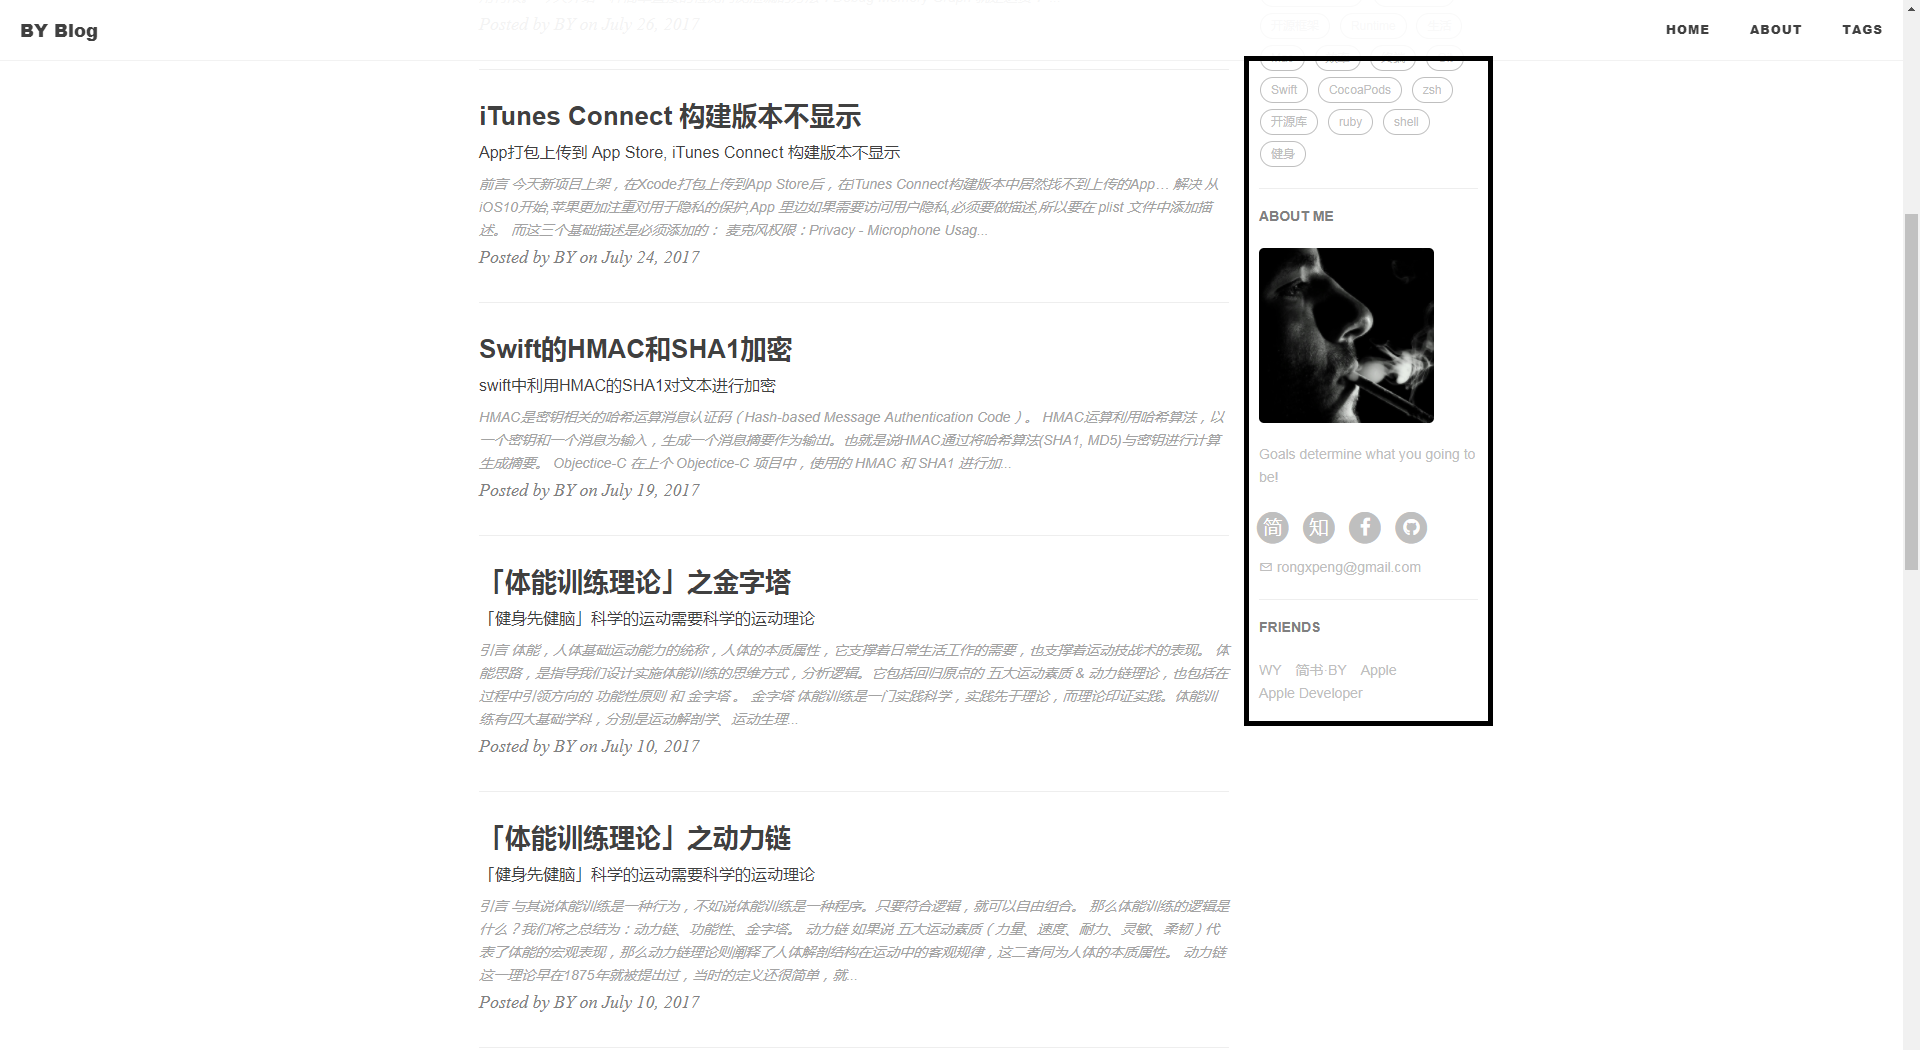 Posted by BY on July 26, 2017
BY Blog
HOME
ABOUT
TAGS
iTunes Connect 构建版本不显示
App打包上传到 App Store, iTunes Connect 构建版本不显示
前言 今天新项目上架，在Xcode打包上传到App Store后，在iTunes Connect构建版本中居然找不到上传的App… 解决 从
iOS10开始,苹果更加注重对用于隐私的保护,App 里边如果需要访问用户隐私,必须要做描述,所以要在 plist 文件中添加描
述。 而这三个基础描述是必须添加的： 麦克风权限：Privacy - Microphone Usag...
Posted by BY on July 24, 2017
Swift的HMAC和SHA1加密
swift中利用HMAC的SHA1对文本进行加密
HMAC是密钥相关的哈希运算消息认证码（Hash-based Message Authentication Code）。 HMAC运算利用哈希算法，以
一个密钥和一个消息为输入，生成一个消息摘要作为输出。也就是说HMAC通过将哈希算法(SHA1, MD5)与密钥进行计算
生成摘要。 Objectice-C 在上个 Objectice-C 项目中，使用的 HMAC 和 SHA1 进行加...
Posted by BY on July 19, 2017
「体能训练理论」之金字塔
「健身先健脑」科学的运动需要科学的运动理论
引言 体能，人体基础运动能力的统称，人体的本质属性，它支撑着日常生活工作的需要，也支撑着运动技战术的表现。 体
能思路，是指导我们设计实施体能训练的思维方式，分析逻辑。它包括回归原点的 五大运动素质 & 动力链理论，也包括在
过程中引领方向的 功能性原则 和 金字塔 。 金字塔 体能训练是一门实践科学，实践先于理论，而理论印证实践。体能训
练有四大基础学科，分别是运动解剖学、运动生理...
Posted by BY on July 10, 2017
「体能训练理论」之动力链
「健身先健脑」科学的运动需要科学的运动理论
引言 与其说体能训练是一种行为，不如说体能训练是一种程序。只要符合逻辑，就可以自由组合。 那么体能训练的逻辑是
什么？我们将之总结为：动力链、功能性、金字塔。 动力链 如果说 五大运动素质（力量、速度、耐力、灵敏、柔韧）代
表了体能的宏观表现，那么动力链理论则阐释了人体解剖结构在运动中的客观规律，这二者同为人体的本质属性。 动力链
这一理论早在1875年就被提出过，当时的定义还很简单，就...
Posted by BY on July 10, 2017
Runtime
Swift CocoaPods zsh
开源库 ruby shell
健身
ABOUT ME
Goals determine what you going to
be!
简 知 f
rongxpeng@gmail.com
FRIENDS
WY 简书·BY Apple
Apple Developer